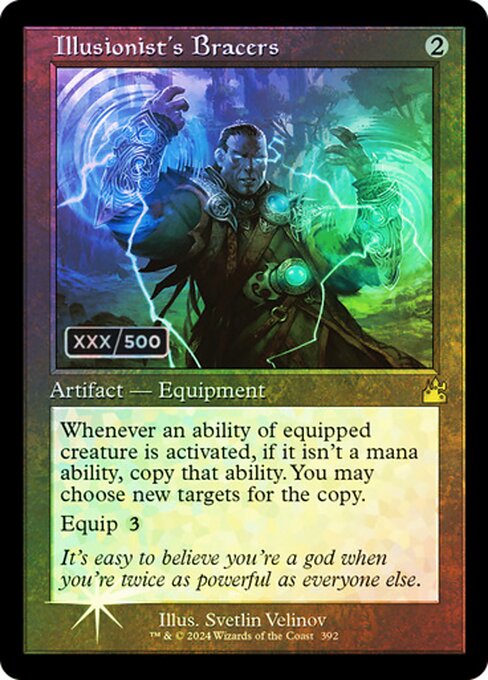 Illusionist's Bracers 2
XXX/500
Artifact — Equipment
Whenever an ability of equipped
creature is activated, if it isn't a mana
ability, copy that ability. You may
choose new targets for the copy.
Equip 3
It's easy to believe you're a god when
you're twice as powerful as everyone else.
Illus. Svetlin Velinov
™ & © 2024 Wizards of the Coast 392